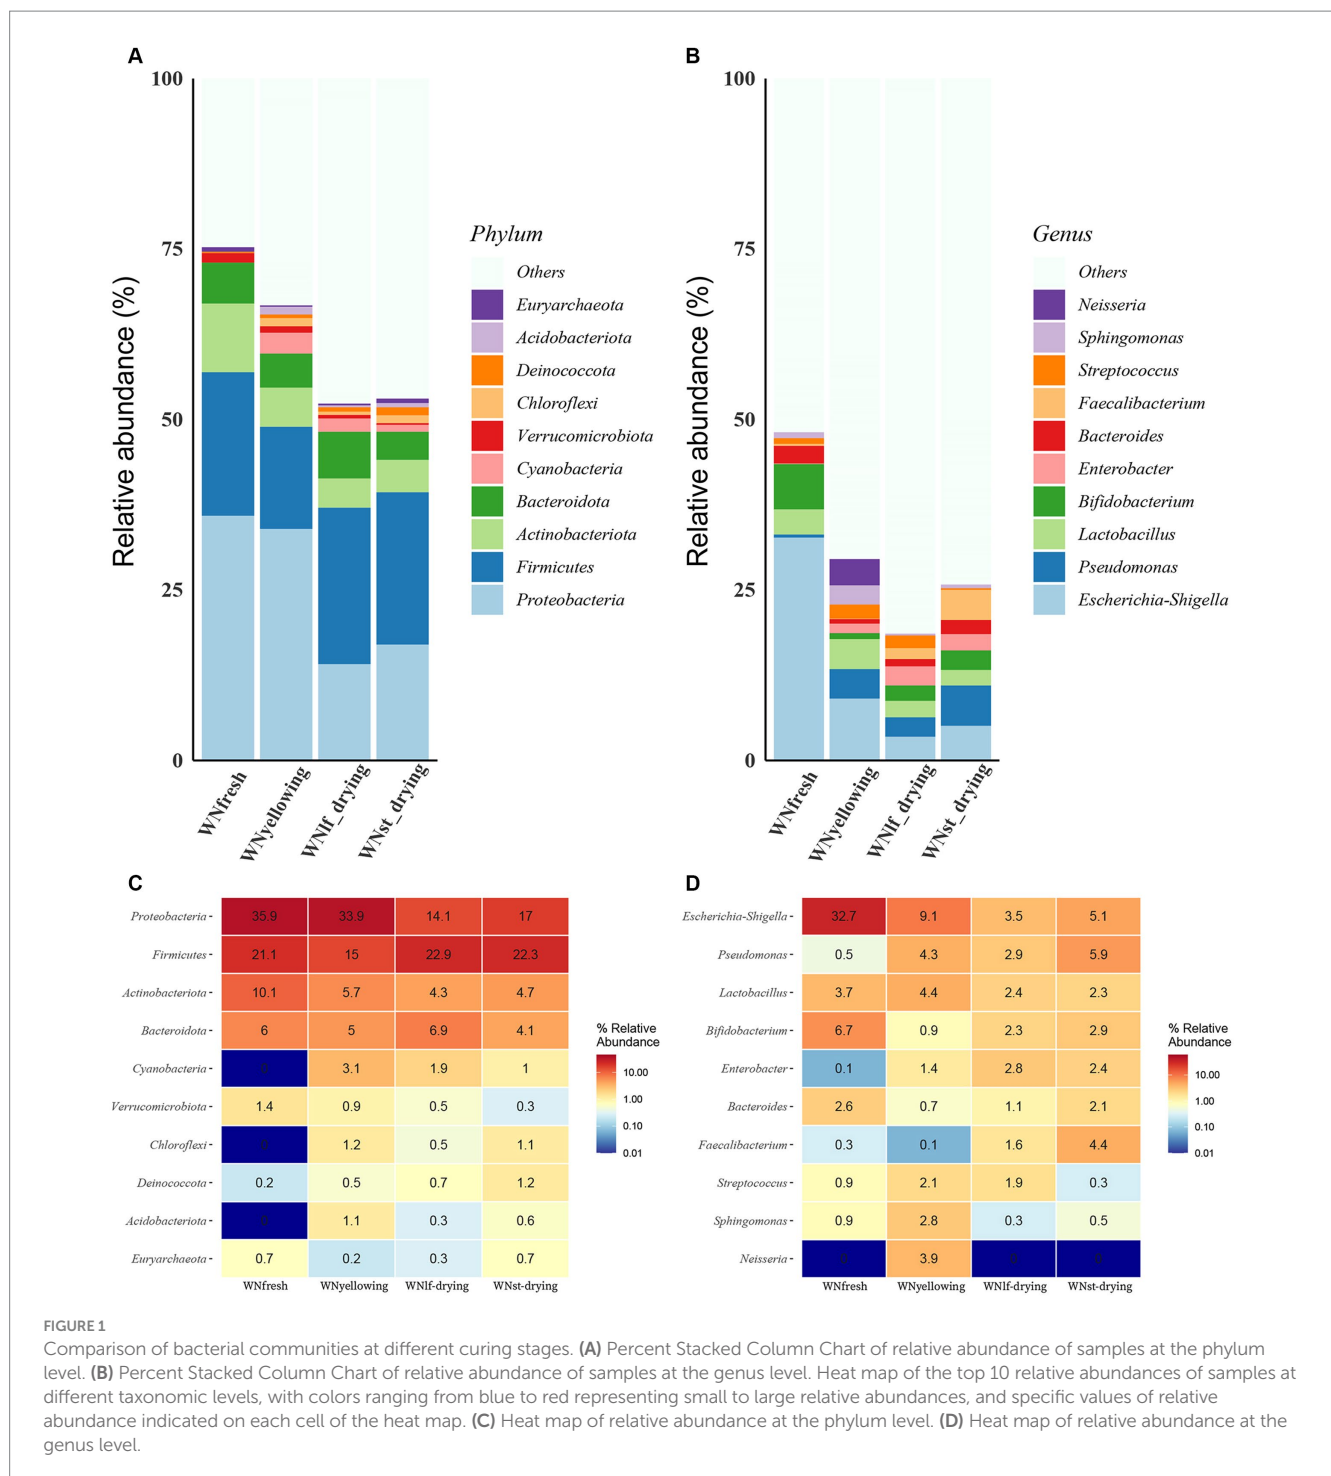 A
100
75
50
25
0
Relative abundance (%)
WNfresh
WNyellowing
WNlf_drying
WNst_drying
Phylum
Others
Euryarchaeota
Acidobacteriota
Deinococcota
Chloroflexi
Verrucomicrobiota
Cyanobacteria
Bacteroidota
Actinobacteriota
Firmicutes
Proteobacteria
B
100
75
50
25
0
Relative abundance (%)
WNfresh
WNyellowing
WNlf_drying
WNst_drying
Genus
Others
Neisseria
Sphingomonas
Streptococcus
Faecalibacterium
Bacteroides
Enterobacter
Bifidobacterium
Lactobacillus
Pseudomonas
Escherichia-Shigella
C
Proteobacteria 35.9 33.9 14.1 17
Firmicutes 21.1 15 22.9 22.3
Actinobacteriota 10.1 5.7 4.3 4.7
Bacteroidota 6 5 6.9 4.1
Cyanobacteria 0 3.1 1.9 1
Verrucomicrobiota 1.4 0.9 0.5 0.3
Chloroflexi 0 1.2 0.5 1.1
Deinococcota 0.2 0.5 0.7 1.2
Acidobacteriota 0 1.1 0.3 0.6
Euryarchaeota 0.7 0.2 0.3 0.7
WNfresh WNyellowing WNlf-drying WNst-drying
% Relative
Abundance
10.00
1.00
0.10
0.01
D
Escherichia-Shigella 32.7 9.1 3.5 5.1
Pseudomonas 0.5 4.3 2.9 5.9
Lactobacillus 3.7 4.4 2.4 2.3
Bifidobacterium 6.7 0.9 2.3 2.9
Enterobacter 0.1 1.4 2.8 2.4
Bacteroides 2.6 0.7 1.1 2.1
Faecalibacterium 0.3 0.1 1.6 4.4
Streptococcus 0.9 2.1 1.9 0.3
Sphingomonas 0.9 2.8 0.3 0.5
Neisseria 0 3.9 0 0
WNfresh WNyellowing WNlf-drying WNst-drying
% Relative
Abundance
10.00
1.00
0.10
0.01
FIGURE 1
Comparison of bacterial communities at different curing stages. (A) Percent Stacked Column Chart of relative abundance of samples at the phylum
level. (B) Percent Stacked Column Chart of relative abundance of samples at the genus level. Heat map of the top 10 relative abundances of samples at
different taxonomic levels, with colors ranging from blue to red representing small to large relative abundances, and specific values of relative
abundance indicated on each cell of the heat map. (C) Heat map of relative abundance at the phylum level. (D) Heat map of relative abundance at the
genus level.